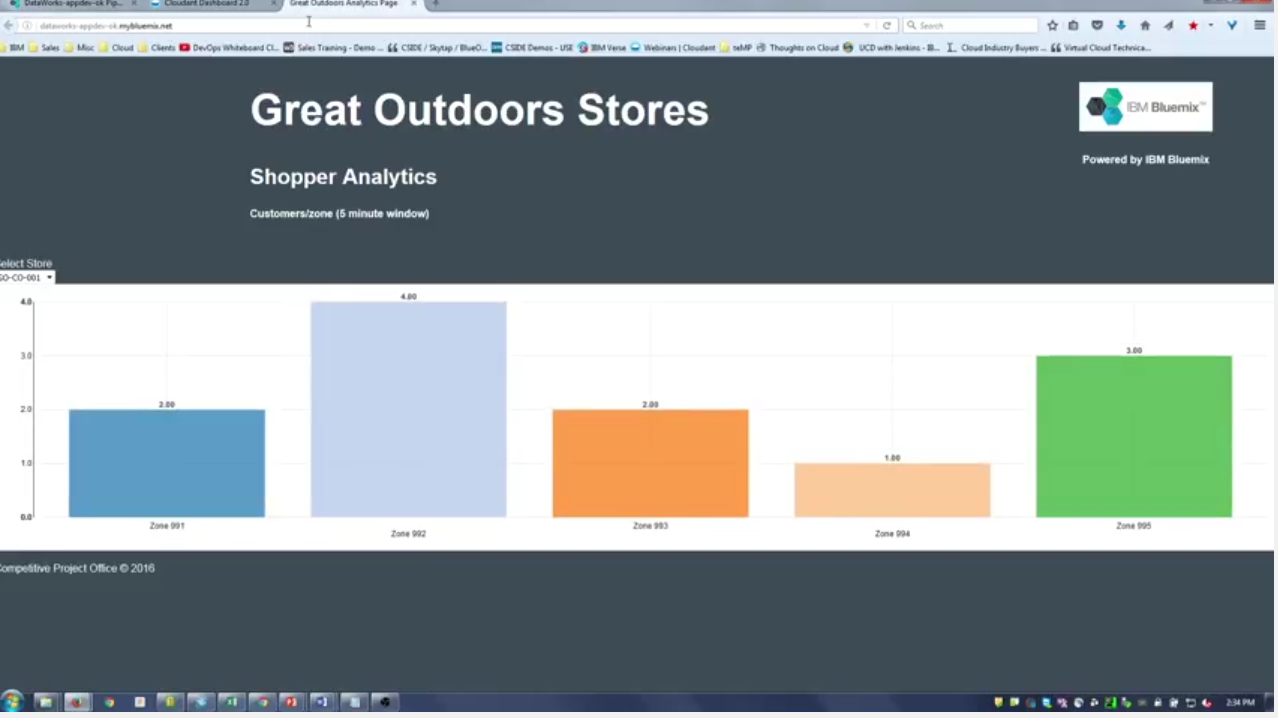 DataWorks-appdev-ok Pip...
Cloudant Dashboard 2.0
Great Outdoors Analytics Page
dataworks-appdev-ok.mybluemix.net
Search
IBM
Sales
Misc
Cloud
Clients
DevOps Whiteboard Cl...
Sales Training - Demo ...
CSIDE / Skytap / BlueO...
CSIDE Demos - USE
IBM Verse
Webinars | Cloudant
teMP
Thoughts on Cloud
UCD with Jenkins - B...
Cloud Industry Buyers ...
Virtual Cloud Technica...
Great Outdoors Stores
IBM Bluemix™
Powered by IBM Bluemix
Shopper Analytics
Customers/zone (5 minute window)
elect Store
GO-CO-001
4.0
3.0
2.0
1.0
0.0
2.00
4.00
2.00
1.00
3.00
Zone 991
Zone 992
Zone 993
Zone 994
Zone 995
ompetitive Project Office © 2016
2:34 PM